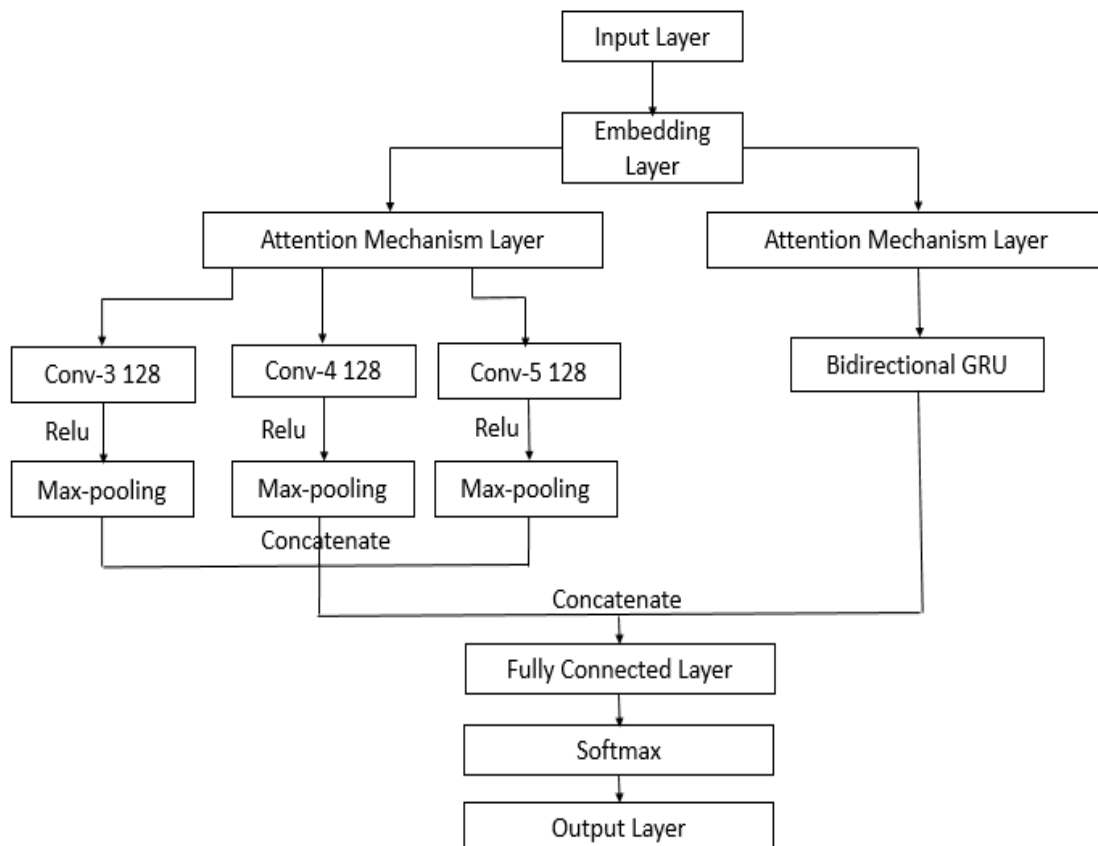 Input Layer
Embedding
Layer
Attention Mechanism Layer
Attention Mechanism Layer
Conv-3 128
Conv-4 128
Conv-5 128
Bidirectional GRU
Relu
Relu
Relu
Max-pooling
Max-pooling
Max-pooling
Concatenate
Concatenate
Fully Connected Layer
Softmax
Output Layer